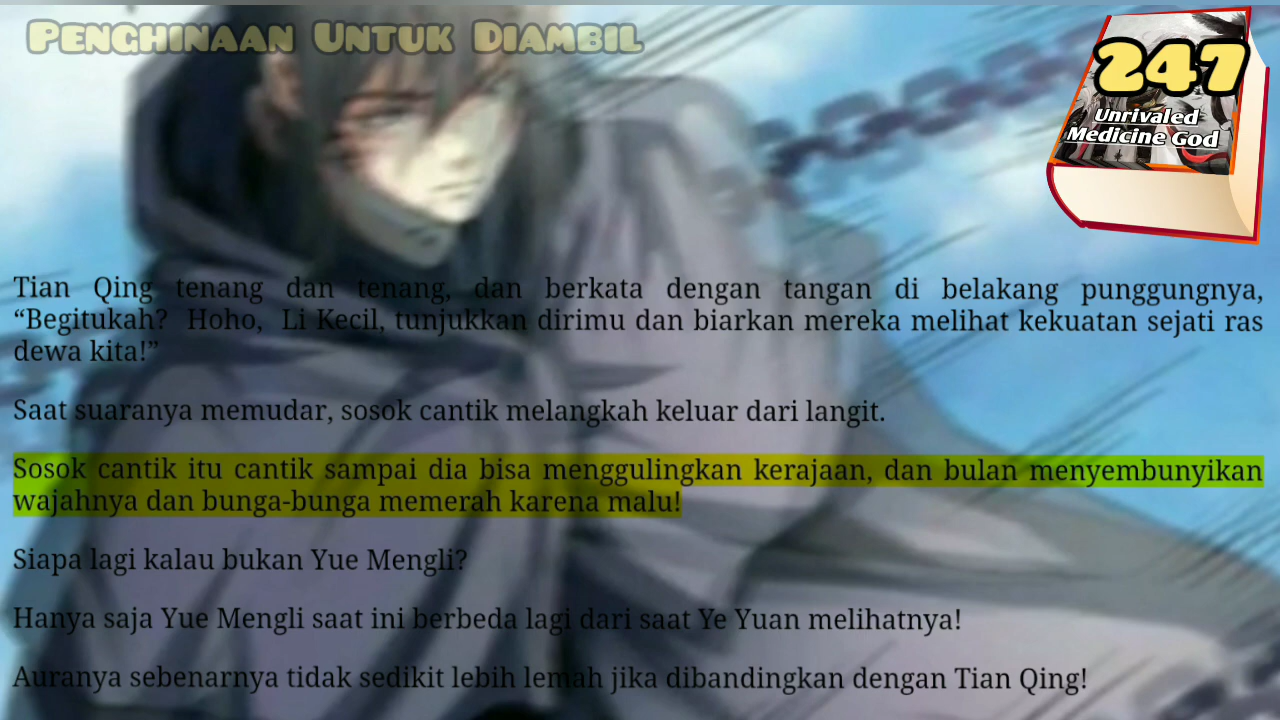 Penghinaan Untuk Diambil
247
Unrivaled
Medicine God
Tian Qing tenang dan tenang, dan berkata dengan tangan di belakang punggungnya,
“Begitukah? Hoho, Li Kecil, tunjukkan dirimu dan biarkan mereka melihat kekuatan sejati ras
dewa kita!”
Saat suaranya memudar, sosok cantik melangkah keluar dari langit.
Sosok cantik itu cantik sampai dia bisa menggulingkan kerajaan, dan bulan menyembunyikan
wajahnya dan bunga-bunga memerah karena malu!
Siapa lagi kalau bukan Yue Mengli?
Hanya saja Yue Mengli saat ini berbeda lagi dari saat Ye Yuan melihatnya!
Auranya sebenarnya tidak sedikit lebih lemah jika dibandingkan dengan Tian Qing!